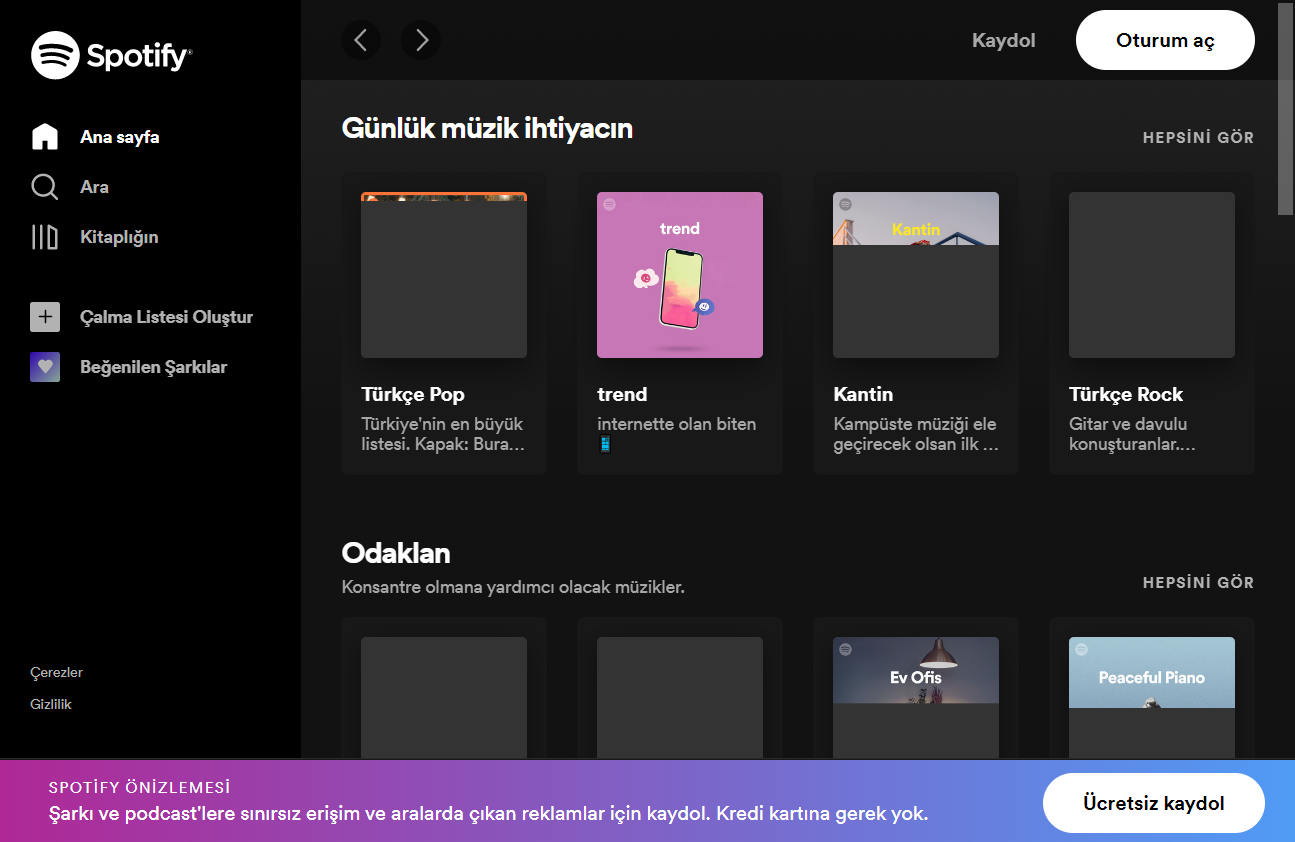 Spotify
Kaydol
Oturum aç
Ana sayfa
Ara
Kitaplığın
Çalma Listesi Oluştur
Beğenilen Şarkılar
Çerezler
Gizlilik
Günlük müzik ihtiyacın
HEPSİNİ GÖR
trend
Kantin
Türkçe Pop
Türkiye'nin en büyük
listesi. Kapak: Bura...
trend
internette olan biten
Kantin
Kampüste müziği ele
geçirecek olsan ilk ...
Türkçe Rock
Gitar ve davulu
konuşturanlar....
Odaklan
Konsantre olmana yardımcı olacak müzikler.
HEPSİNİ GÖR
Ev Ofis
Peaceful Piano
SPOTİFY ÖNİZLEMESİ
Şarkı ve podcast'lere sınırsız erişim ve aralarda çıkan reklamlar için kaydol. Kredi kartına gerek yok.
Ücretsiz kaydol